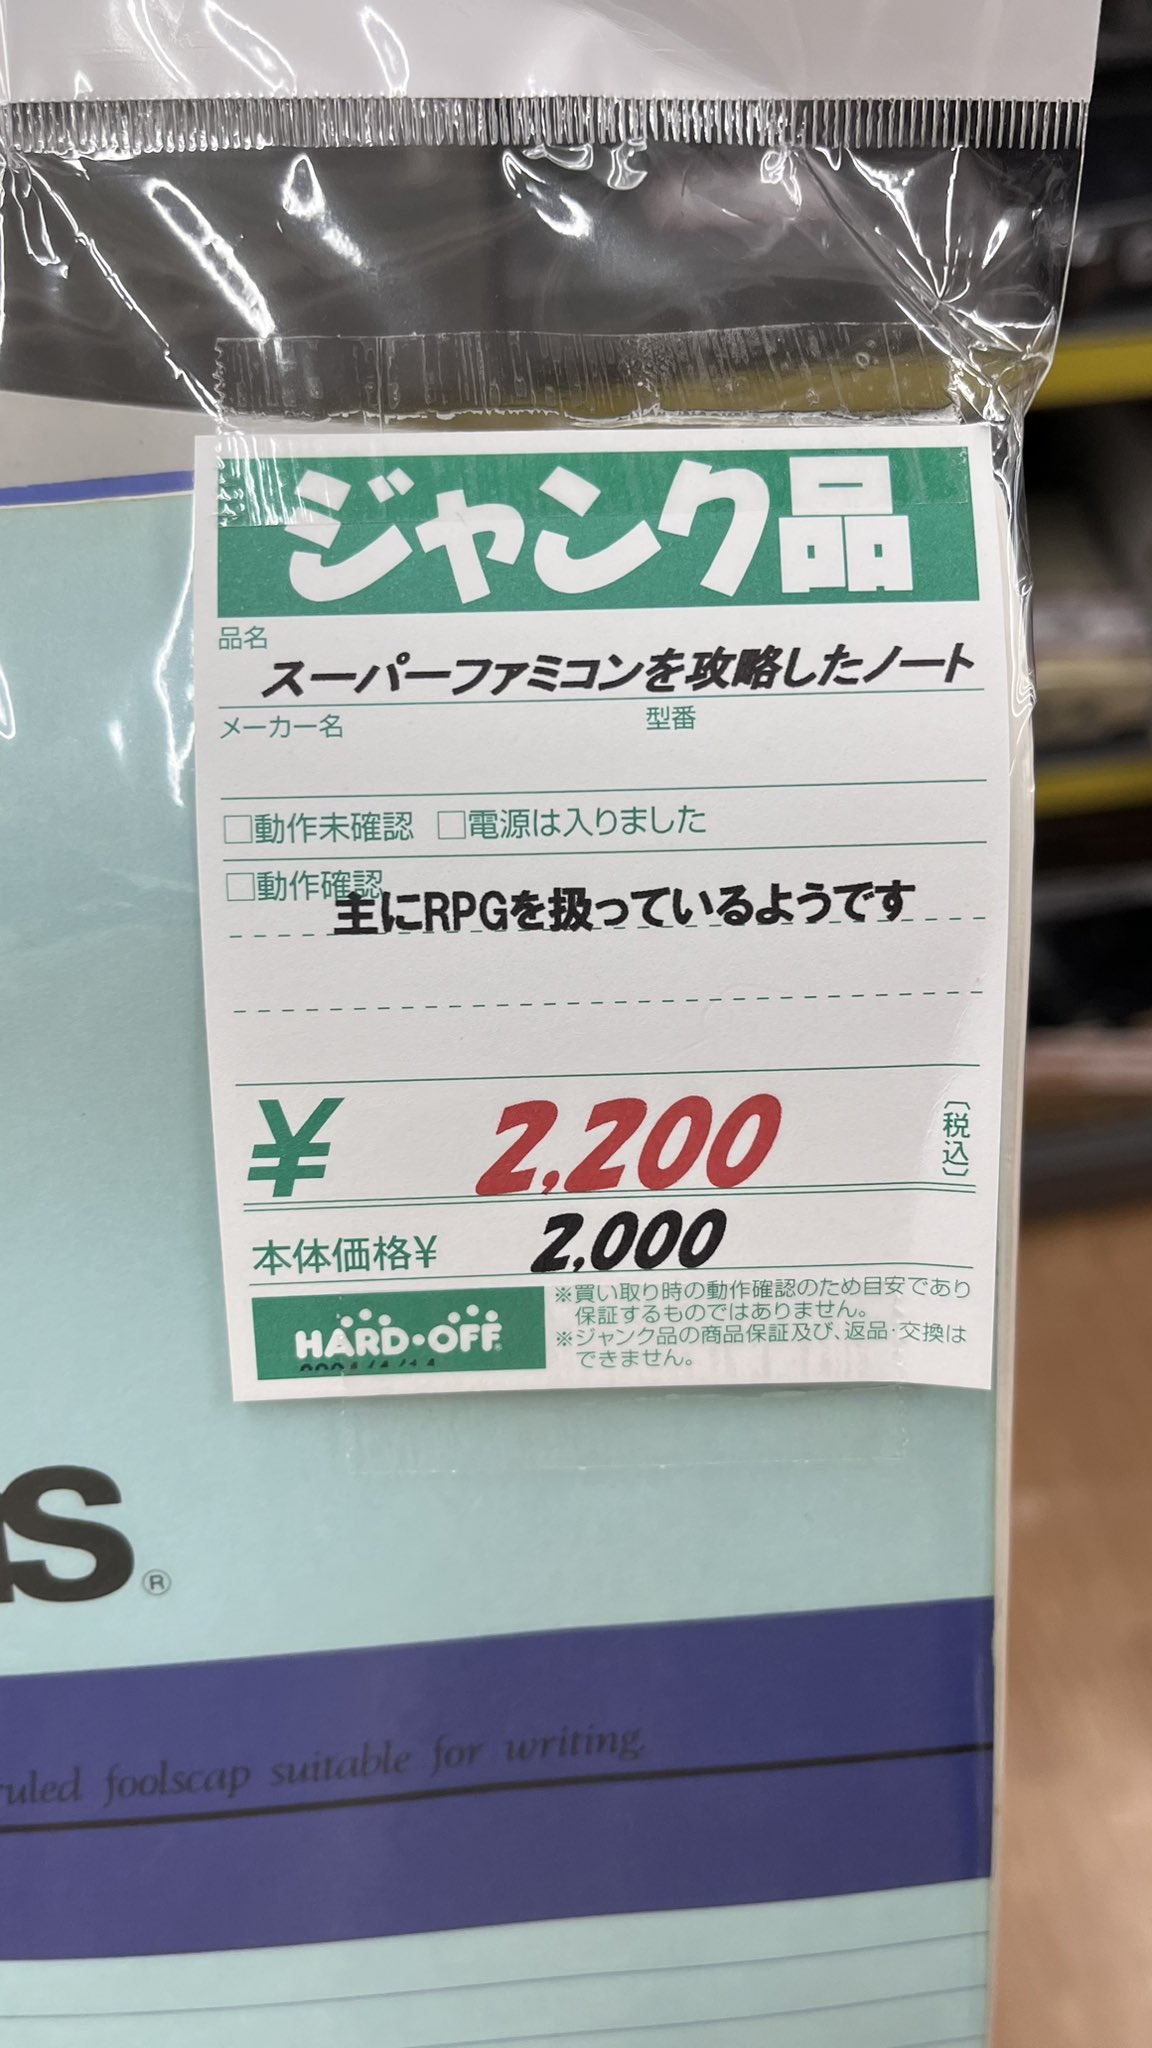 ジャンク品
品名
スーパーファミコンを攻略したノート
メーカー名 型番
□動作未確認 □電源は入りました
□動作確認
主にRPGを扱っているようです
¥ 2,200 〔税込〕
本体価格¥ 2,000
HARD・OFF®
※買い取り時の動作確認のため目安であり
保証するものではありません。
※ジャンク品の商品保証及び、返品・交換は
できません。
s®
ruled foolscap suitable for writing.